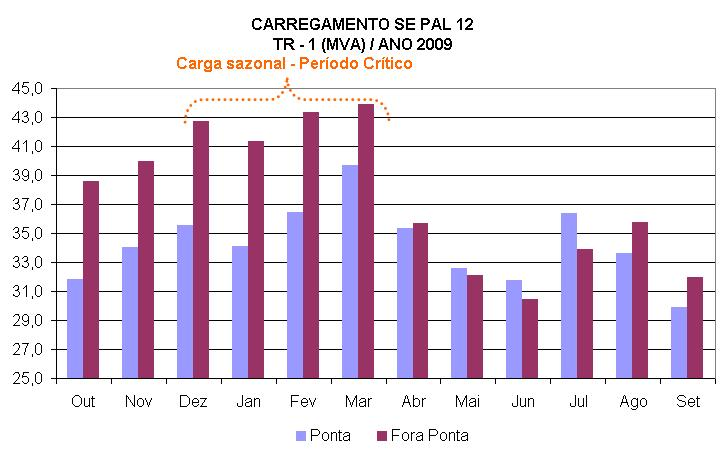 CARREGAMENTO SE PAL 12
TR - 1 (MVA) / ANO 2009
Carga sazonal - Período Crítico
45,0
43,0
41,0
39,0
37,0
35,0
33,0
31,0
29,0
27,0
25,0
Out Nov Dez Jan Fev Mar Abr Mai Jun Jul Ago Set
Ponta Fora Ponta